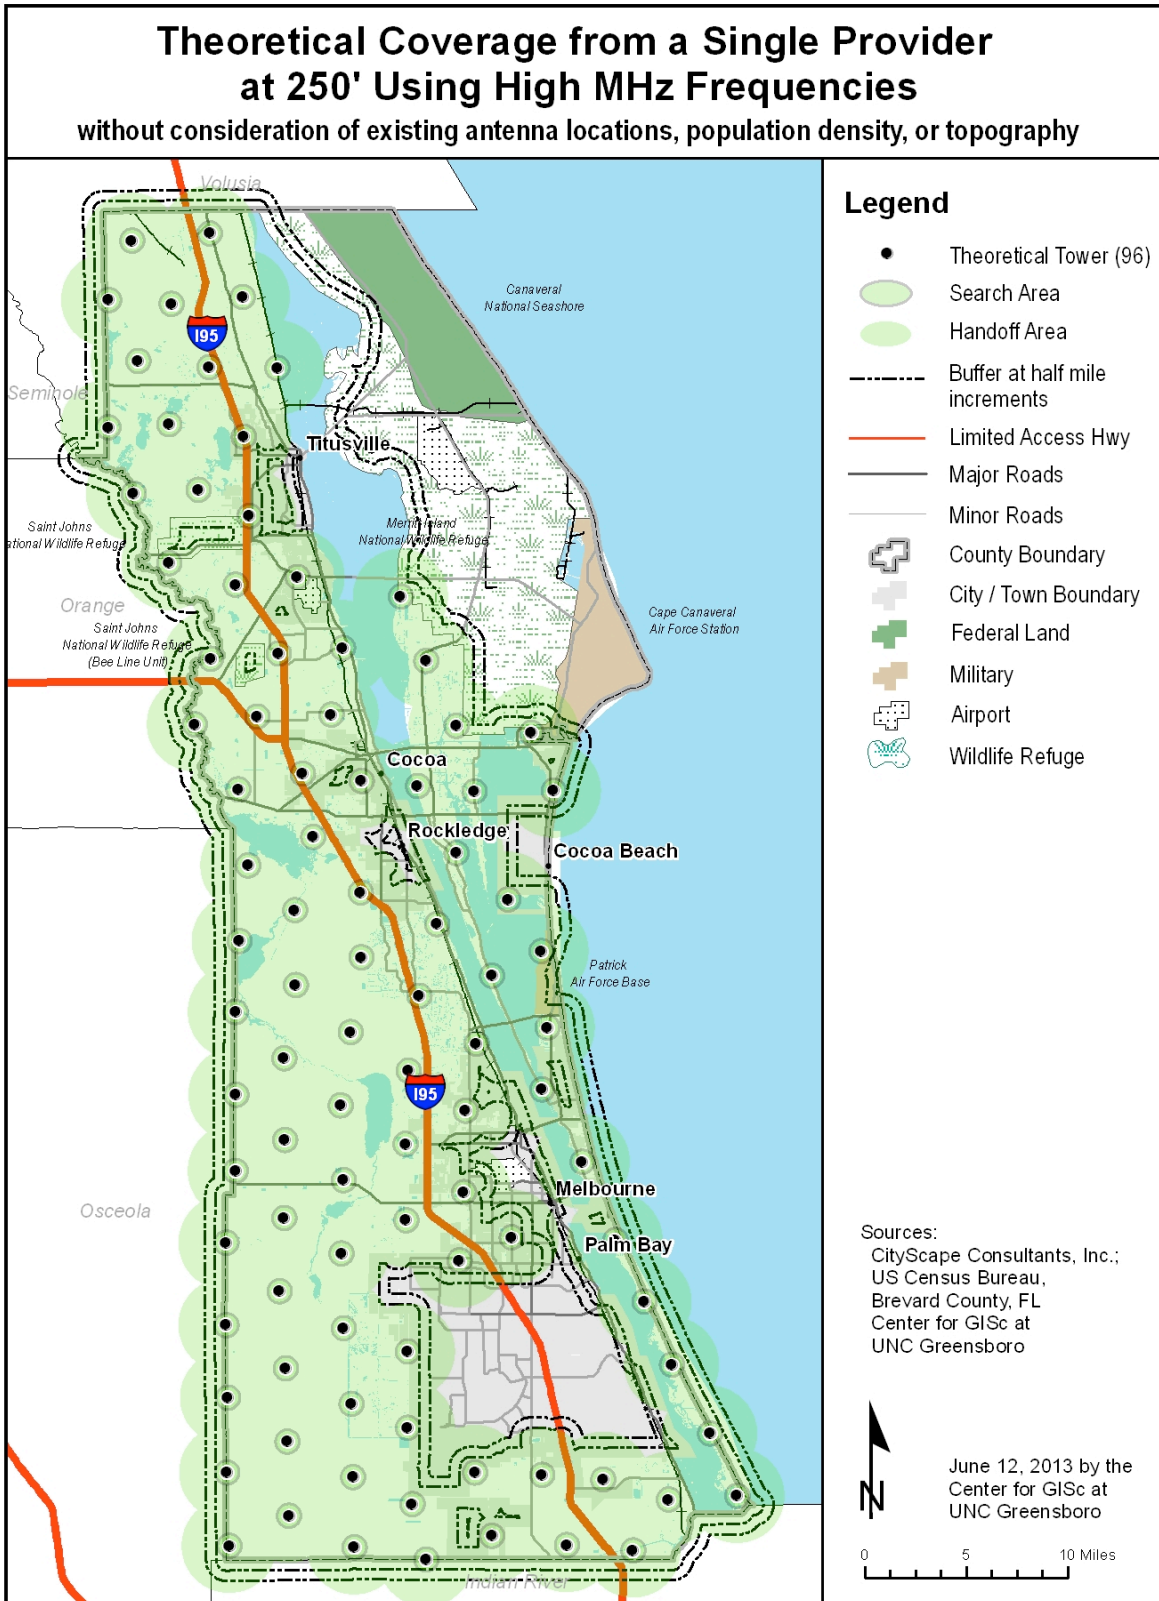 Theoretical Coverage from a Single Provider
at 250' Using High MHz Frequencies
without consideration of existing antenna locations, population density, or topography
Volusia
Canaveral
National Seashore
I95
Seminole
Titusville
Saint Johns
ational Wildlife Refuge
Merritt Island
National Wildlife Refuge
Orange
Saint Johns
National Wildlife Refuge
(Bee Line Unit)
Cape Canaveral
Air Force Station
Cocoa
Rockledge
Cocoa Beach
Patrick
Air Force Base
I95
Osceola
Melbourne
Palm Bay
Indian River
Legend
Theoretical Tower (96)
Search Area
Handoff Area
Buffer at half mile
increments
Limited Access Hwy
Major Roads
Minor Roads
County Boundary
City / Town Boundary
Federal Land
Military
Airport
Wildlife Refuge
Sources:
CityScape Consultants, Inc.;
US Census Bureau,
Brevard County, FL
Center for GISc at
UNC Greensboro
N
June 12, 2013 by the
Center for GISc at
UNC Greensboro
0 5 10 Miles